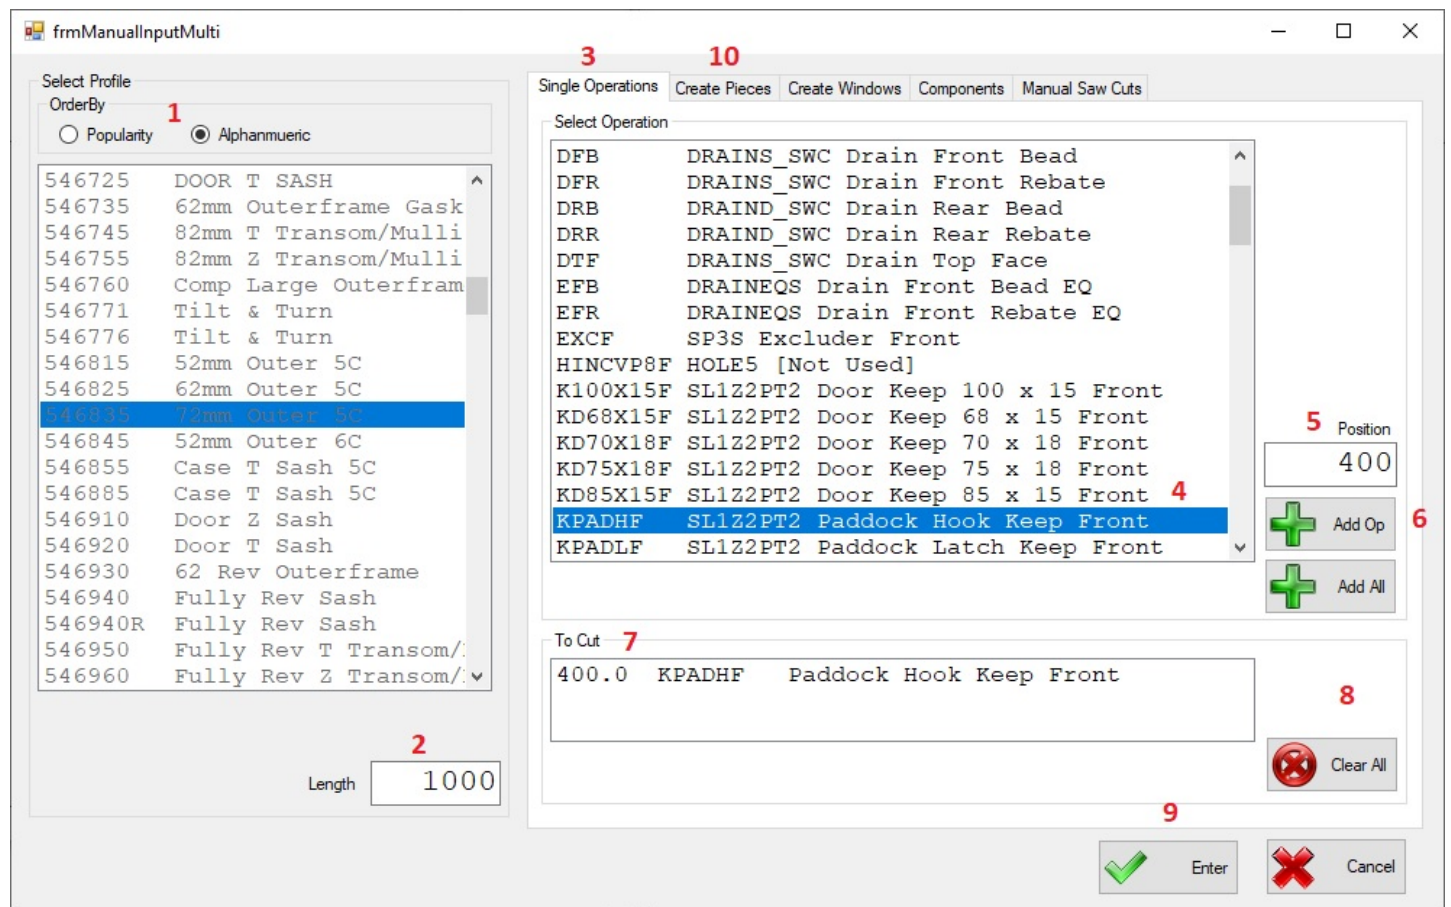 frmManualInputMulti
3
10
Select Profile
OrderBy
1
Popularity
Alphanmueric
546725 DOOR T SASH
546735 62mm Outerframe Gask
546745 82mm T Transom/Mulli
546755 82mm Z Transom/Mulli
546760 Comp Large Outerfram
546771 Tilt & Turn
546776 Tilt & Turn
546815 52mm Outer 5C
546825 62mm Outer 5C
546835 72mm Outer 5C
546845 52mm Outer 6C
546855 Case T Sash 5C
546885 Case T Sash 5C
546910 Door Z Sash
546920 Door T Sash
546930 62 Rev Outerframe
546940 Fully Rev Sash
546940R Fully Rev Sash
546950 Fully Rev T Transom/
546960 Fully Rev Z Transom/
2
Length 1000
Single Operations Create Pieces Create Windows Components Manual Saw Cuts
Select Operation
DFB DRAINS_SWC Drain Front Bead
DFR DRAINS_SWC Drain Front Rebate
DRB DRAIND_SWC Drain Rear Bead
DRR DRAIND_SWC Drain Rear Rebate
DTF DRAINS_SWC Drain Top Face
EFB DRAINEQS Drain Front Bead EQ
EFR DRAINEQS Drain Front Rebate EQ
EXCF SP3S Excluder Front
HINCVP8F HOLE5 [Not Used]
K100X15F SL1Z2PT2 Door Keep 100 x 15 Front
KD68X15F SL1Z2PT2 Door Keep 68 x 15 Front
KD70X18F SL1Z2PT2 Door Keep 70 x 18 Front
KD75X18F SL1Z2PT2 Door Keep 75 x 18 Front
KD85X15F SL1Z2PT2 Door Keep 85 x 15 Front 4
KPADHF SL1Z2PT2 Paddock Hook Keep Front
KPADLF SL1Z2PT2 Paddock Latch Keep Front
5 Position
400
Add Op 6
Add All
To Cut 7
400.0 KPADHF Paddock Hook Keep Front
8
Clear All
9
Enter
Cancel